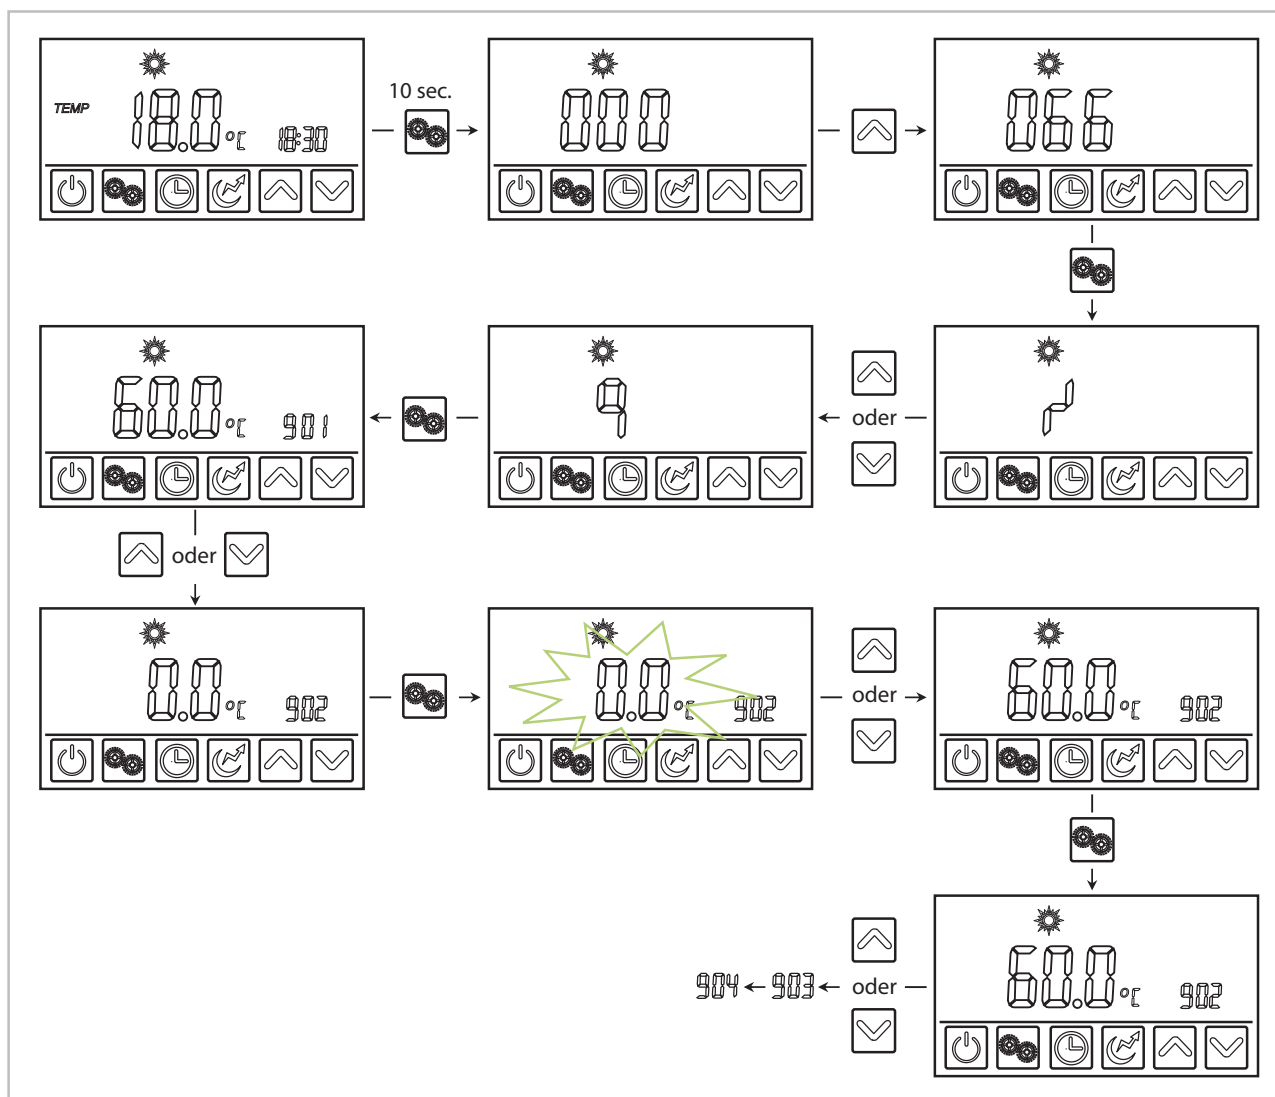 10 sec.
TEMP 18.0 °C 18:30
000
066
60.0 °C 901
9
oder
oder
0.0 °C 902
0.0 °C 902
oder
60.0 °C 902
60.0 °C 902
904 903 oder